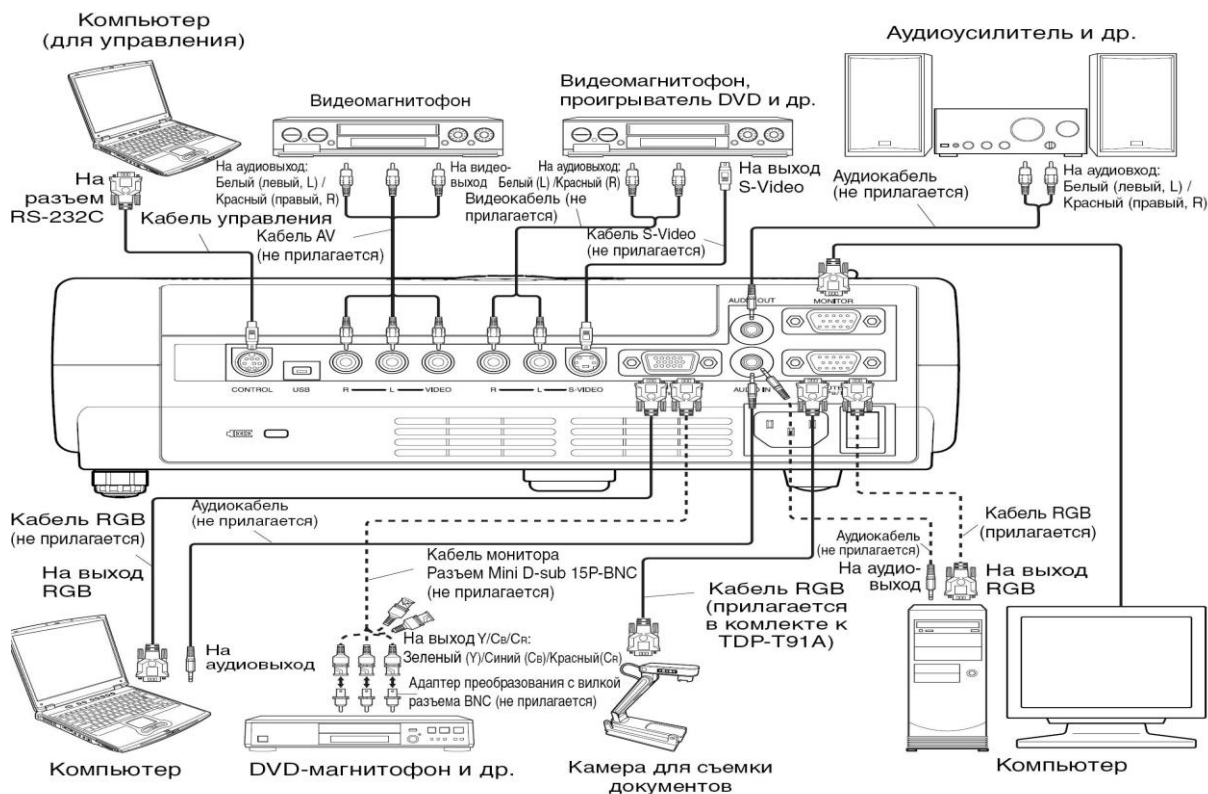 Компьютер
(для управления)
Видеомагнитофон
Видеомагнитофон,
проигрыватель DVD и др.
Аудиоусилитель и др.
На
разъем
RS-232C
На аудиовыход:
Белый (левый, L) /
Красный (правый, R)
На видео-
выход
На аудиовыход:
Белый (L) /Красный (R)
На выход
S-Video
Аудиокабель
(не прилагается)
На аудиовход:
Белый (левый, L) /
Красный (правый, R)
Кабель управления
Кабель AV
(не прилагается)
Видеокабель (не
прилагается)
Кабель S-Video
(не прилагается)
AUDIO OUT
MONITOR
CONTROL
USB
R
L
VIDEO
R
L
S-VIDEO
AUDIO IN
Кабель RGB
(не прилагается)
На выход
RGB
Аудиокабель
(не прилагается)
Кабель монитора
Разъем Mini D-sub 15P-BNC
(не прилагается)
Кабель RGB
(прилагается
в комлекте к
TDP-T91A)
Аудиокабель
(не прилагается)
На аудио-
выход
Кабель RGB
(прилагается)
На выход
RGB
На
аудиовыход
На выход Y/CB/CR:
Зеленый (Y)/Синий (CB)/Красный(CR)
Адаптер преобразования с вилкой
разъема BNC (не прилагается)
Компьютер
DVD-магнитофон и др.
Камера для съемки
документов
Компьютер